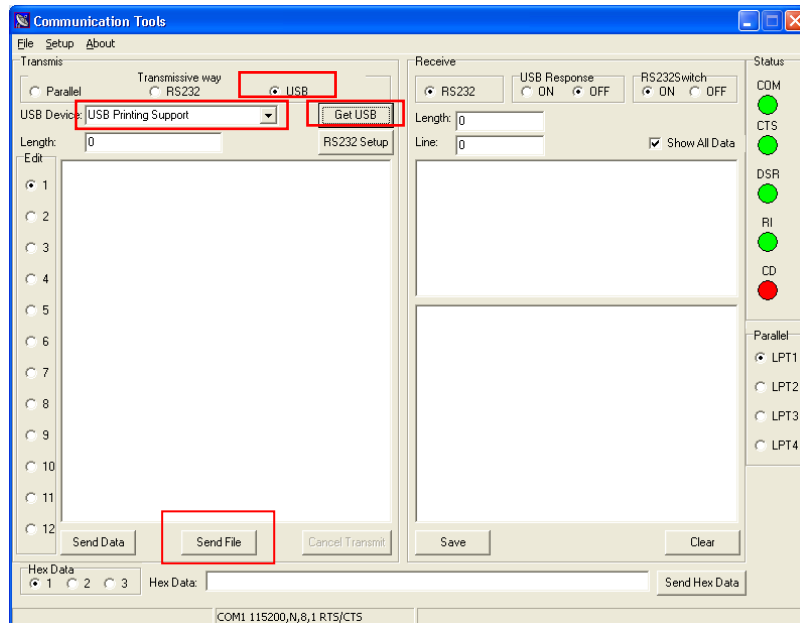 Communication Tools
File Setup About
Transmis
Transmissive way
Parallel RS232 USB
USB Device: USB Printing Support Get USB
Length: 0 RS232 Setup
Edit
1
2
3
4
5
6
7
8
9
10
11
12
Send Data Send File Cancel Transmit
Receive
RS232
USB Response
ON OFF
RS232Switch
ON OFF
Length: 0
Line: 0 Show All Data
Save Clear
Status
COM
CTS
DSR
RI
CD
Parallel
LPT1
LPT2
LPT3
LPT4
Hex Data
1 2 3 Hex Data: Send Hex Data
COM1 115200,N,8,1 RTS/CTS